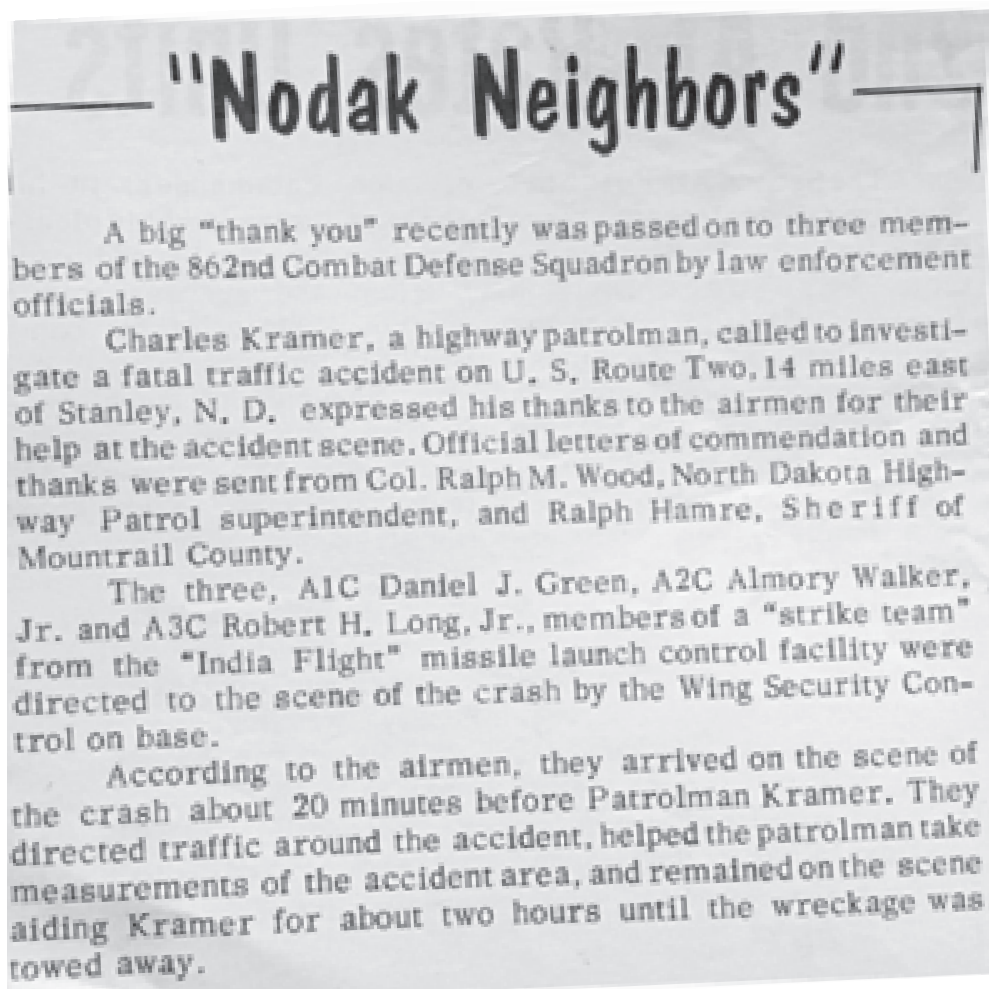 "Nodak Neighbors"
A big "thank you" recently was passed on to three mem-
bers of the 862nd Combat Defense Squadron by law enforcement
officials.
Charles Kramer, a highway patrolman, called to investi-
gate a fatal traffic accident on U. S. Route Two, 14 miles east
of Stanley, N. D. expressed his thanks to the airmen for their
help at the accident scene. Official letters of commendation and
thanks were sent from Col. Ralph M. Wood, North Dakota High-
way Patrol superintendent, and Ralph Hamre, Sheriff of
Mountrail County.
The three, A1C Daniel J. Green, A2C Almory Walker,
Jr. and A3C Robert H. Long, Jr., members of a "strike team"
from the "India Flight" missile launch control facility were
directed to the scene of the crash by the Wing Security Con-
trol on base.
According to the airmen, they arrived on the scene of
the crash about 20 minutes before Patrolman Kramer. They
directed traffic around the accident, helped the patrolman take
measurements of the accident area, and remained on the scene
aiding Kramer for about two hours until the wreckage was
towed away.